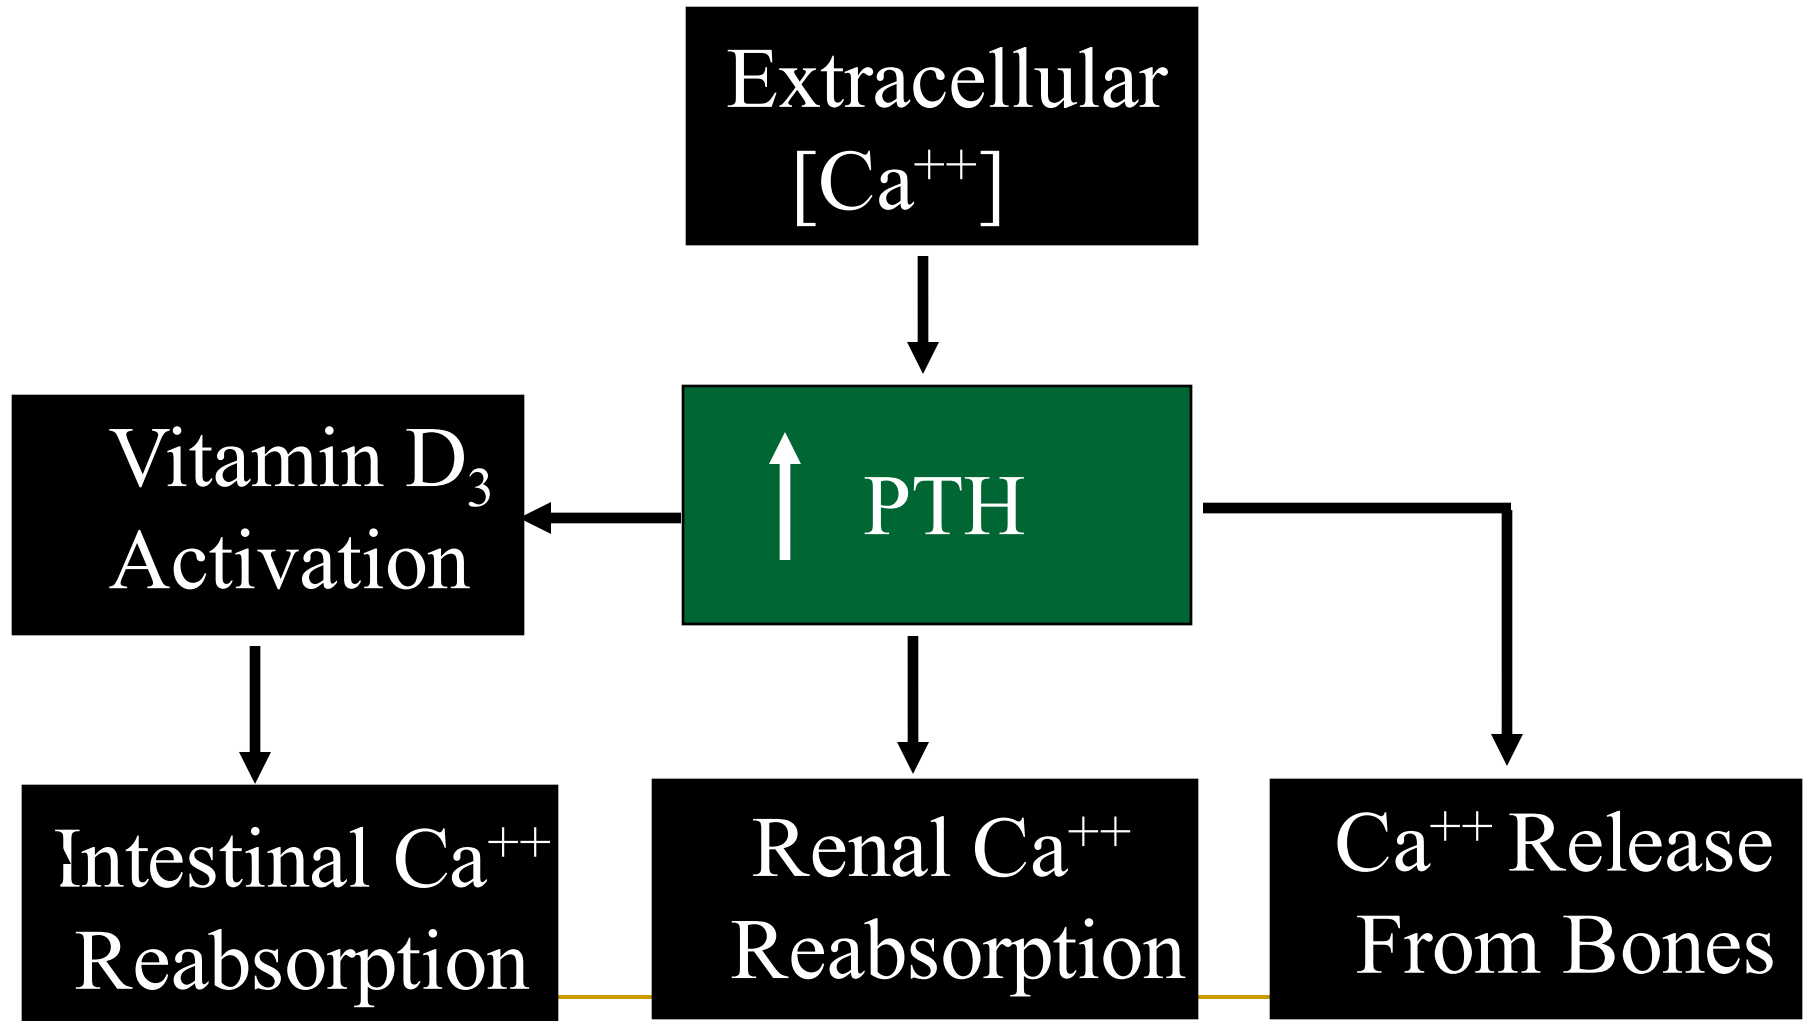 Extracellular
[Ca⁺⁺]
Vitamin D₃
Activation
PTH
Intestinal Ca⁺⁺
Reabsorption
Renal Ca⁺⁺
Reabsorption
Ca⁺⁺ Release
From Bones